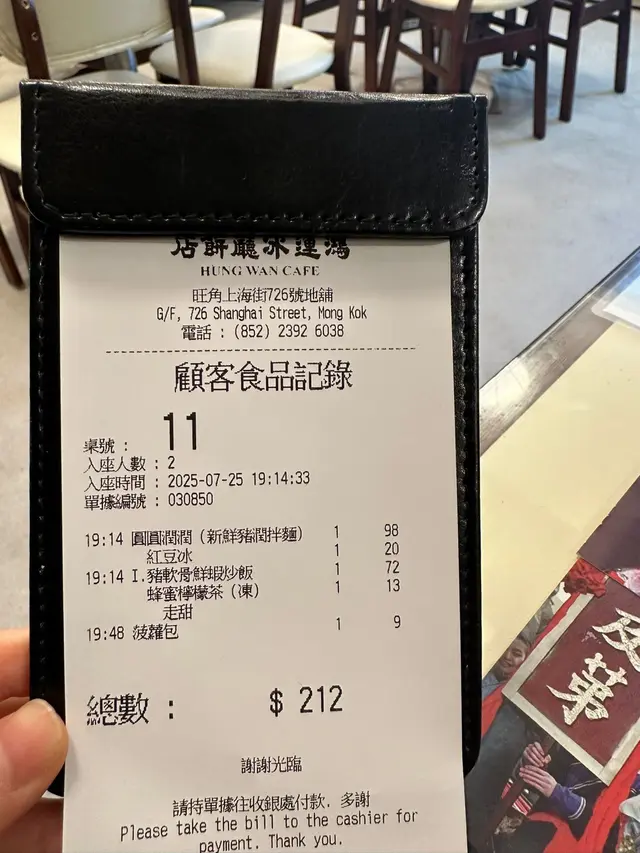 鴻運冰廳餅店
HUNG WAN CAFE
旺角上海街726號地舖
G/F, 726 Shanghai Street, Mong Kok
電話 : (852) 2392 6038
顧客食品記錄
桌號 : 11
入座人數 : 2
入座時間 : 2025-07-25 19:14:33
單據編號 : 030850
19:14 圓圓潤潤 (新鮮豬潤拌麵) 1 98
紅豆冰 1 20
19:14 I.豬軟骨鮮蝦炒飯 1 72
蜂蜜檸檬茶 (凍) 1 13
走甜
19:48 菠蘿包 1 9
總數 : $ 212
謝謝光臨
請持單據往收銀處付款. 多謝
Please take the bill to the cashier for
payment. Thank you.
及第